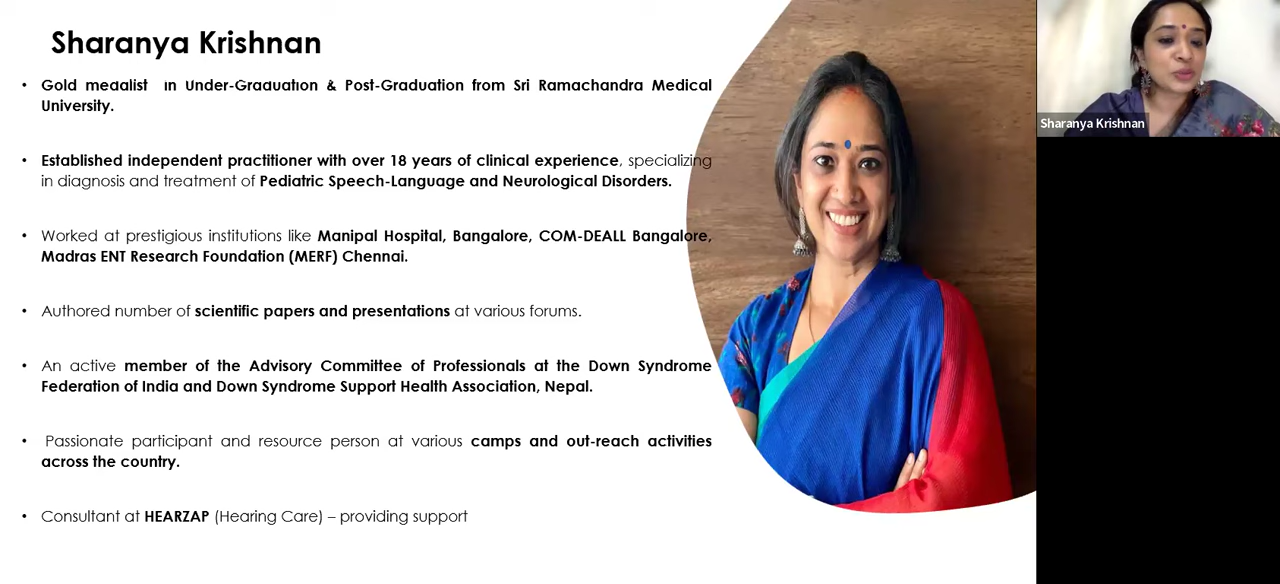 Sharanya Krishnan
• Gold medalist in Under-Graduation & Post-Graduation from Sri Ramachandra Medical
University.
• Established independent practitioner with over 18 years of clinical experience, specializing
in diagnosis and treatment of Pediatric Speech-Language and Neurological Disorders.
• Worked at prestigious institutions like Manipal Hospital, Bangalore, COM-DEALL Bangalore,
Madras ENT Research Foundation (MERF) Chennai.
• Authored number of scientific papers and presentations at various forums.
• An active member of the Advisory Committee of Professionals at the Down Syndrome
Federation of India and Down Syndrome Support Health Association, Nepal.
• Passionate participant and resource person at various camps and out-reach activities
across the country.
• Consultant at HEARZAP (Hearing Care) – providing support
Sharanya Krishnan